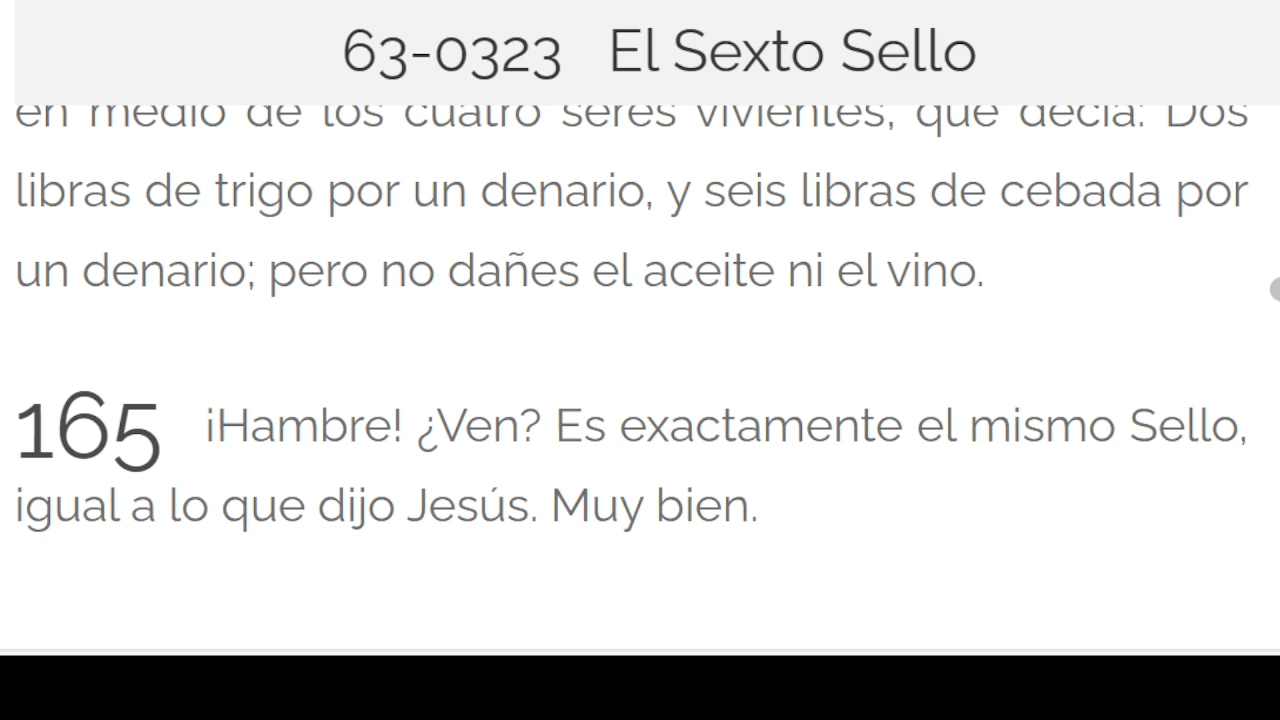 63-0323 El Sexto Sello
en medio de los cuatro seres vivientes, que decía: Dos
libras de trigo por un denario, y seis libras de cebada por
un denario; pero no dañes el aceite ni el vino.
165 ¡Hambre! ¿Ven? Es exactamente el mismo Sello,
igual a lo que dijo Jesús. Muy bien.